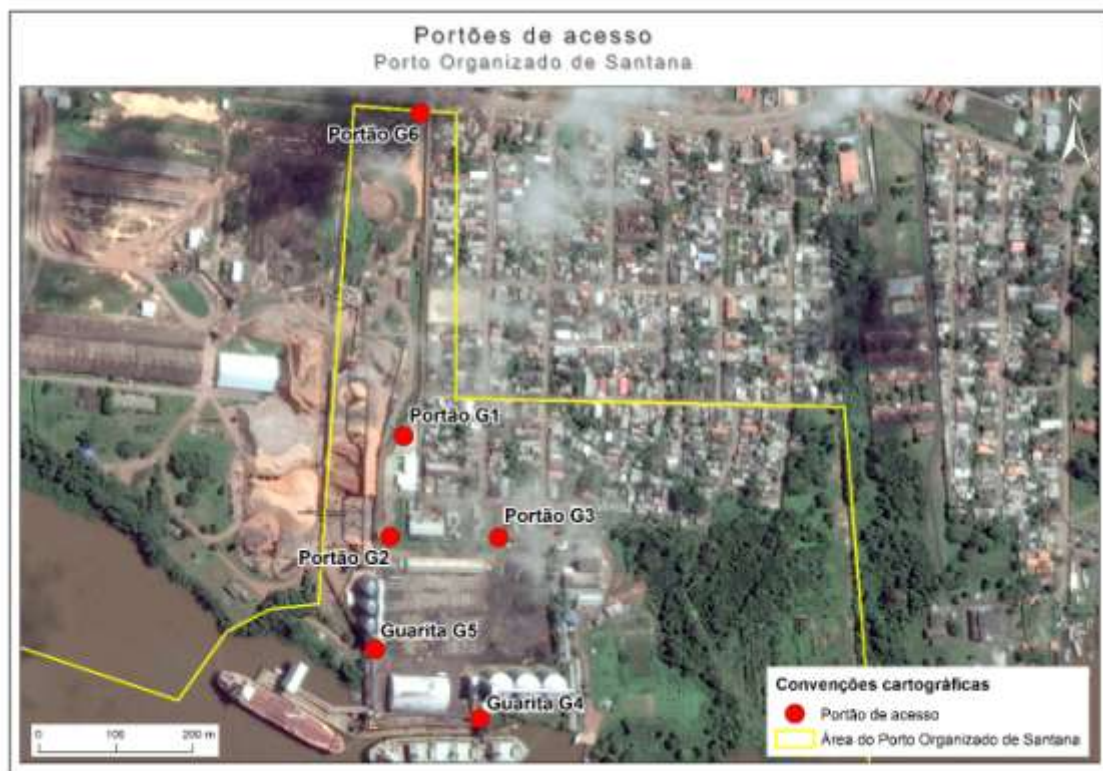 Portões de acesso
Porto Organizado de Santana
N
Portão G6
Portão G1
Portão G3
Portão G2
Guarita G5
Guarita G4
Convenções cartográficas
Portão de acesso
Área do Porto Organizado de Santana
0 100 200 m